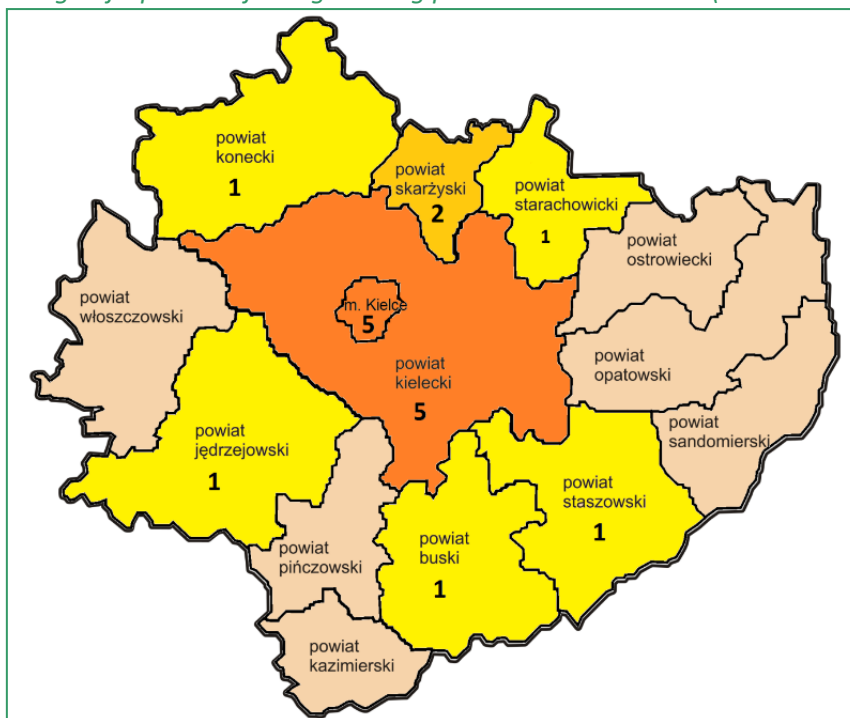 powiat
konecki
1
powiat
skarżyski
2
powiat
starachowicki
1
powiat
ostrowiecki
powiat
włoszczowski
m. Kielce
5
powiat
kielecki
5
powiat
opatowski
powiat
sandomierski
powiat
jędrzejowski
1
powiat
staszowski
1
powiat
pińczowski
powiat
buski
1
powiat
kazimierski